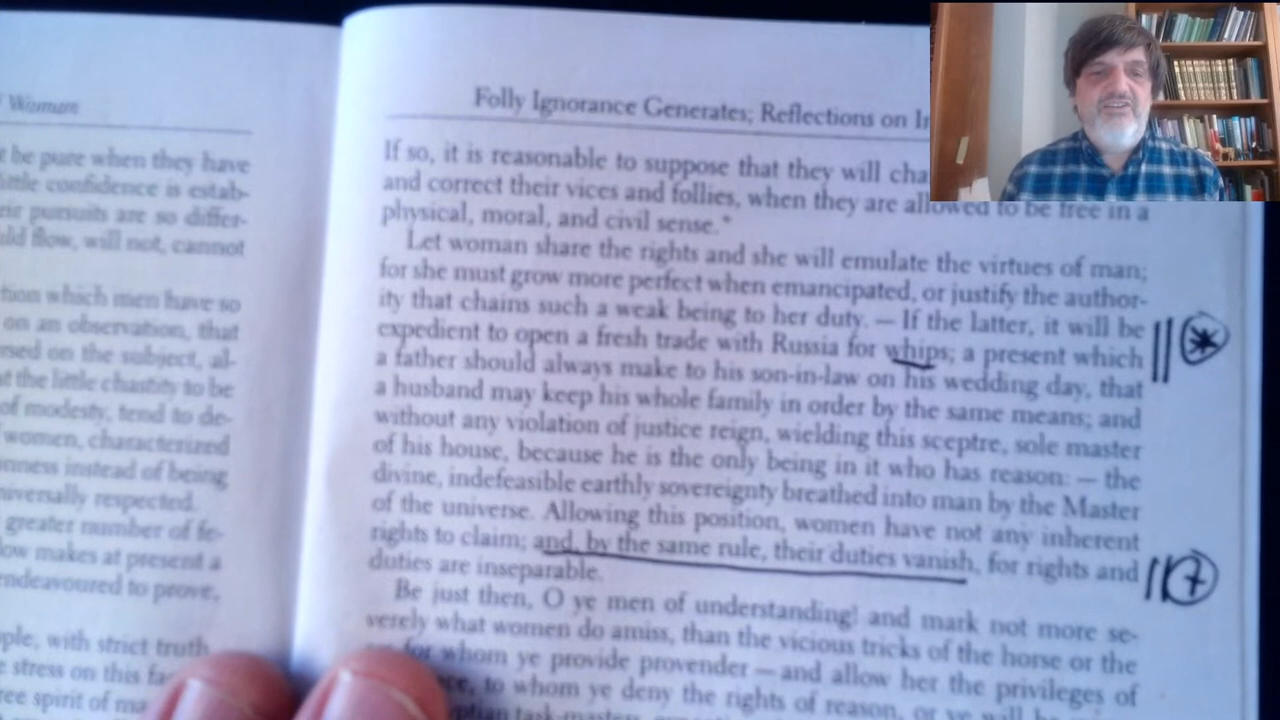 Woman
t be pure when they have
ttle confidence is estab-
eir pursuits are so differ-
uld flow, will not, cannot
tion which men have so
on an observation, that
rsed on the subject, al-
t the little chastity to be
of modesty, tend to de-
women, characterized
nness instead of being
niversally respected.
greater number of fe-
low makes at present a
endeavoured to prove,
ple, with strict truth
e stress on this fa
ree spirit of ma
Folly Ignorance Generates; Reflections on In
If so, it is reasonable to suppose that they will cha
and correct their vices and follies, when they are allowed to be free in a
physical, moral, and civil sense.*
Let woman share the rights and she will emulate the virtues of man;
for she must grow more perfect when emancipated, or justify the author-
ity that chains such a weak being to her duty. — If the latter, it will be
expedient to open a fresh trade with Russia for whips; a present which
a father should always make to his son-in-law on his wedding day, that
a husband may keep his whole family in order by the same means; and
without any violation of justice reign, wielding this sceptre, sole master
of his house, because he is the only being in it who has reason: — the
divine, indefeasible earthly sovereignty breathed into man by the Master
of the universe. Allowing this position, women have not any inherent
rights to claim; and, by the same rule, their duties vanish, for rights and
duties are inseparable.
Be just then, O ye men of understanding! and mark not more se-
verely what women do amiss, than the vicious tricks of the horse or the
for whom ye provide provender — and allow her the privileges of
to whom ye deny the rights of reason, or ye will be
task-masters